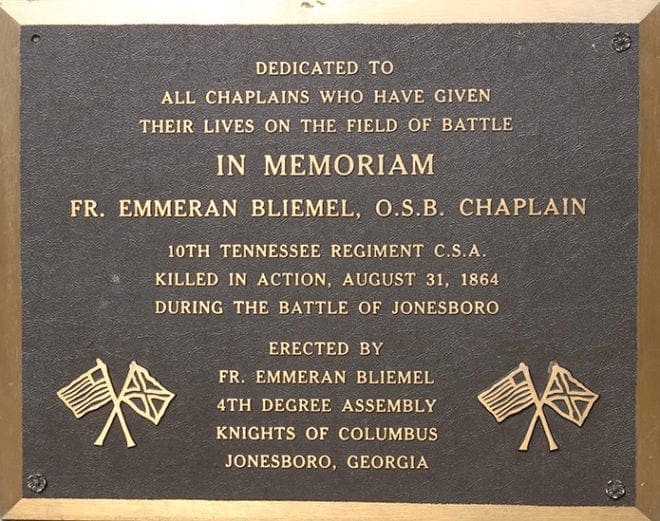 DEDICATED TO
ALL CHAPLAINS WHO HAVE GIVEN
THEIR LIVES ON THE FIELD OF BATTLE
IN MEMORIAM
FR. EMMERAN BLIEMEL, O.S.B. CHAPLAIN
10TH TENNESSEE REGIMENT C.S.A.
KILLED IN ACTION, AUGUST 31, 1864
DURING THE BATTLE OF JONESBORO
ERECTED BY
FR. EMMERAN BLIEMEL
4TH DEGREE ASSEMBLY
KNIGHTS OF COLUMBUS
JONESBORO, GEORGIA